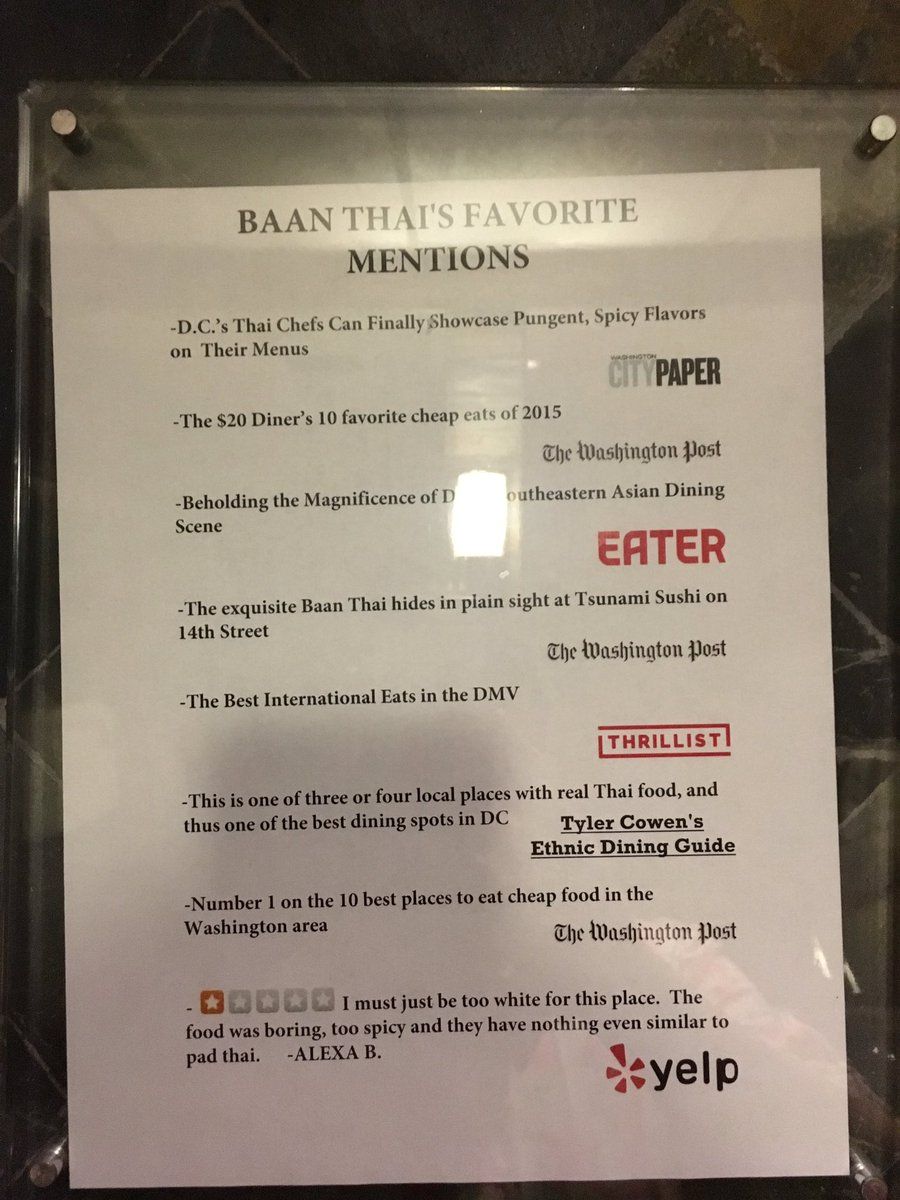 BAAN THAI'S FAVORITE
MENTIONS
-D.C.'s Thai Chefs Can Finally Showcase Pungent, Spicy Flavors
on Their Menus
WASHINGTON
CITYPAPER
-The $20 Diner's 10 favorite cheap eats of 2015
The Washington Post
-Beholding the Magnificence of Southeastern Asian Dining
Scene
EATER
-The exquisite Baan Thai hides in plain sight at Tsunami Sushi on
14th Street
The Washington Post
-The Best International Eats in the DMV
THRILLIST
-This is one of three or four local places with real Thai food, and
thus one of the best dining spots in DC
Tyler Cowen's
Ethnic Dining Guide
-Number 1 on the 10 best places to eat cheap food in the
Washington area
The Washington Post
- I must just be too white for this place. The
food was boring, too spicy and they have nothing even similar to
pad thai. -ALEXA B.
yelp